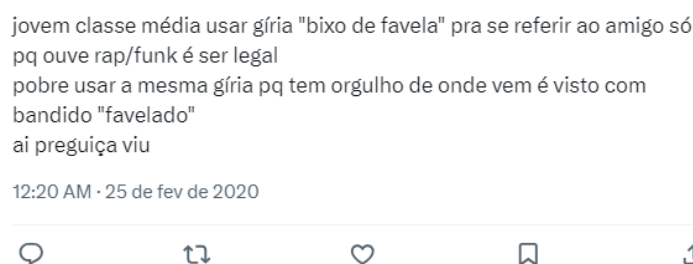 jovem classe média usar gíria "bixo de favela" pra se referir ao amigo só
pq ouve rap/funk é ser legal
pobre usar a mesma gíria pq tem orgulho de onde vem é visto com
bandido "favelado"
ai preguiça viu
12:20 AM · 25 de fev de 2020